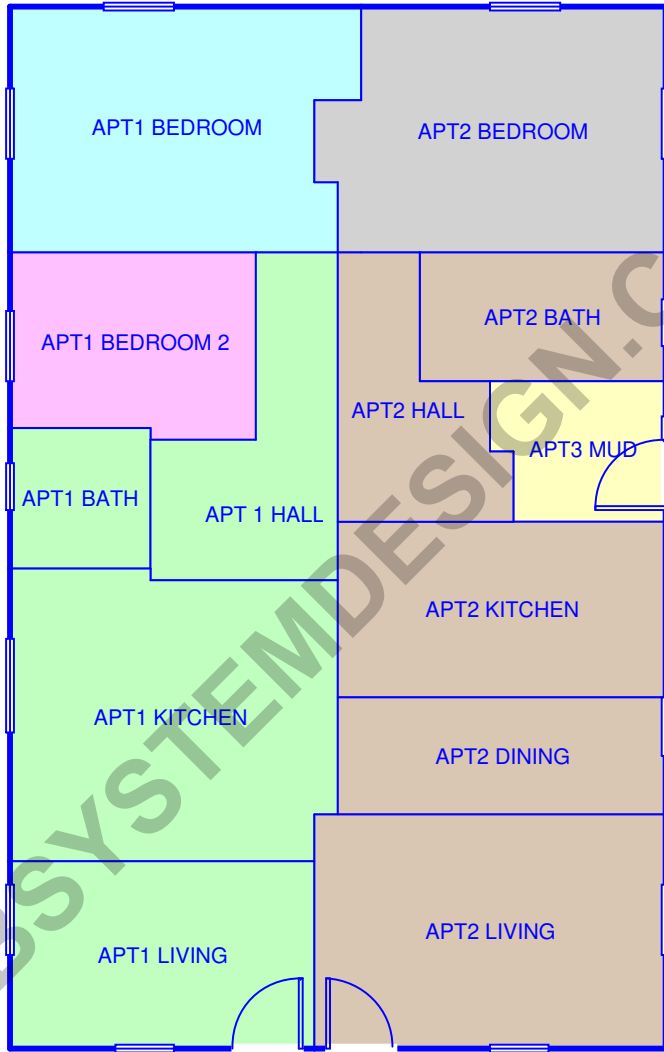 APT1 BEDROOM
APT2 BEDROOM
APT1 BEDROOM 2
APT2 BATH
APT2 HALL
APT3 MUD
APT1 BATH
APT 1 HALL
APT2 KITCHEN
APT1 KITCHEN
APT2 DINING
APT2 LIVING
APT1 LIVING
SSYSTEMDESIGN.C